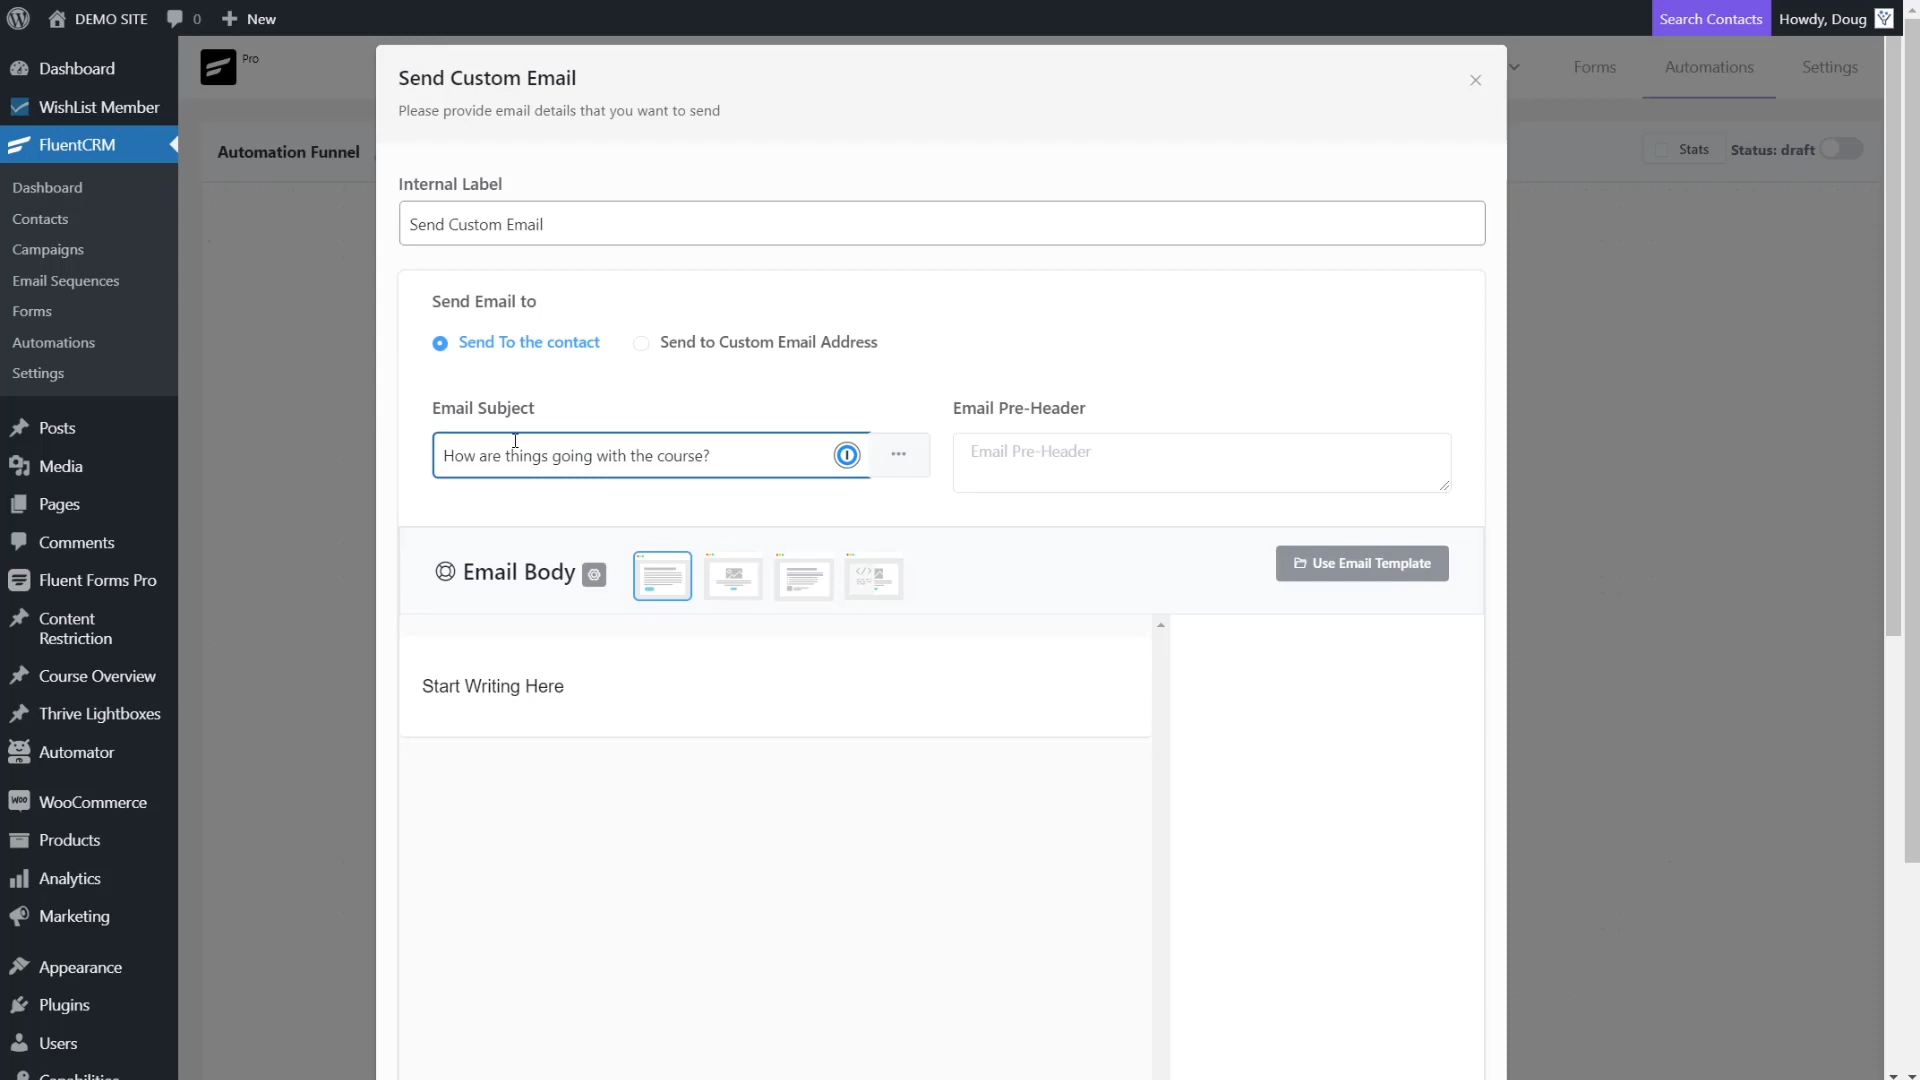 DEMO SITE
0
New
Search Contacts
Howdy, Doug
Dashboard
WishList Member
FluentCRM
Dashboard
Contacts
Campaigns
Email Sequences
Forms
Automations
Settings
Posts
Media
Pages
Comments
Fluent Forms Pro
Content
Restriction
Course Overview
Thrive Lightboxes
Automator
WooCommerce
Products
Analytics
Marketing
Appearance
Plugins
Users
Pro
Forms
Automations
Settings
Automation Funnel
Stats
Status: draft
Send Custom Email
Please provide email details that you want to send
Internal Label
Send Custom Email
Send Email to
Send To the contact
Send to Custom Email Address
Email Subject
Email Pre-Header
How are things going with the course?
Email Pre-Header
Email Body
Use Email Template
Start Writing Here